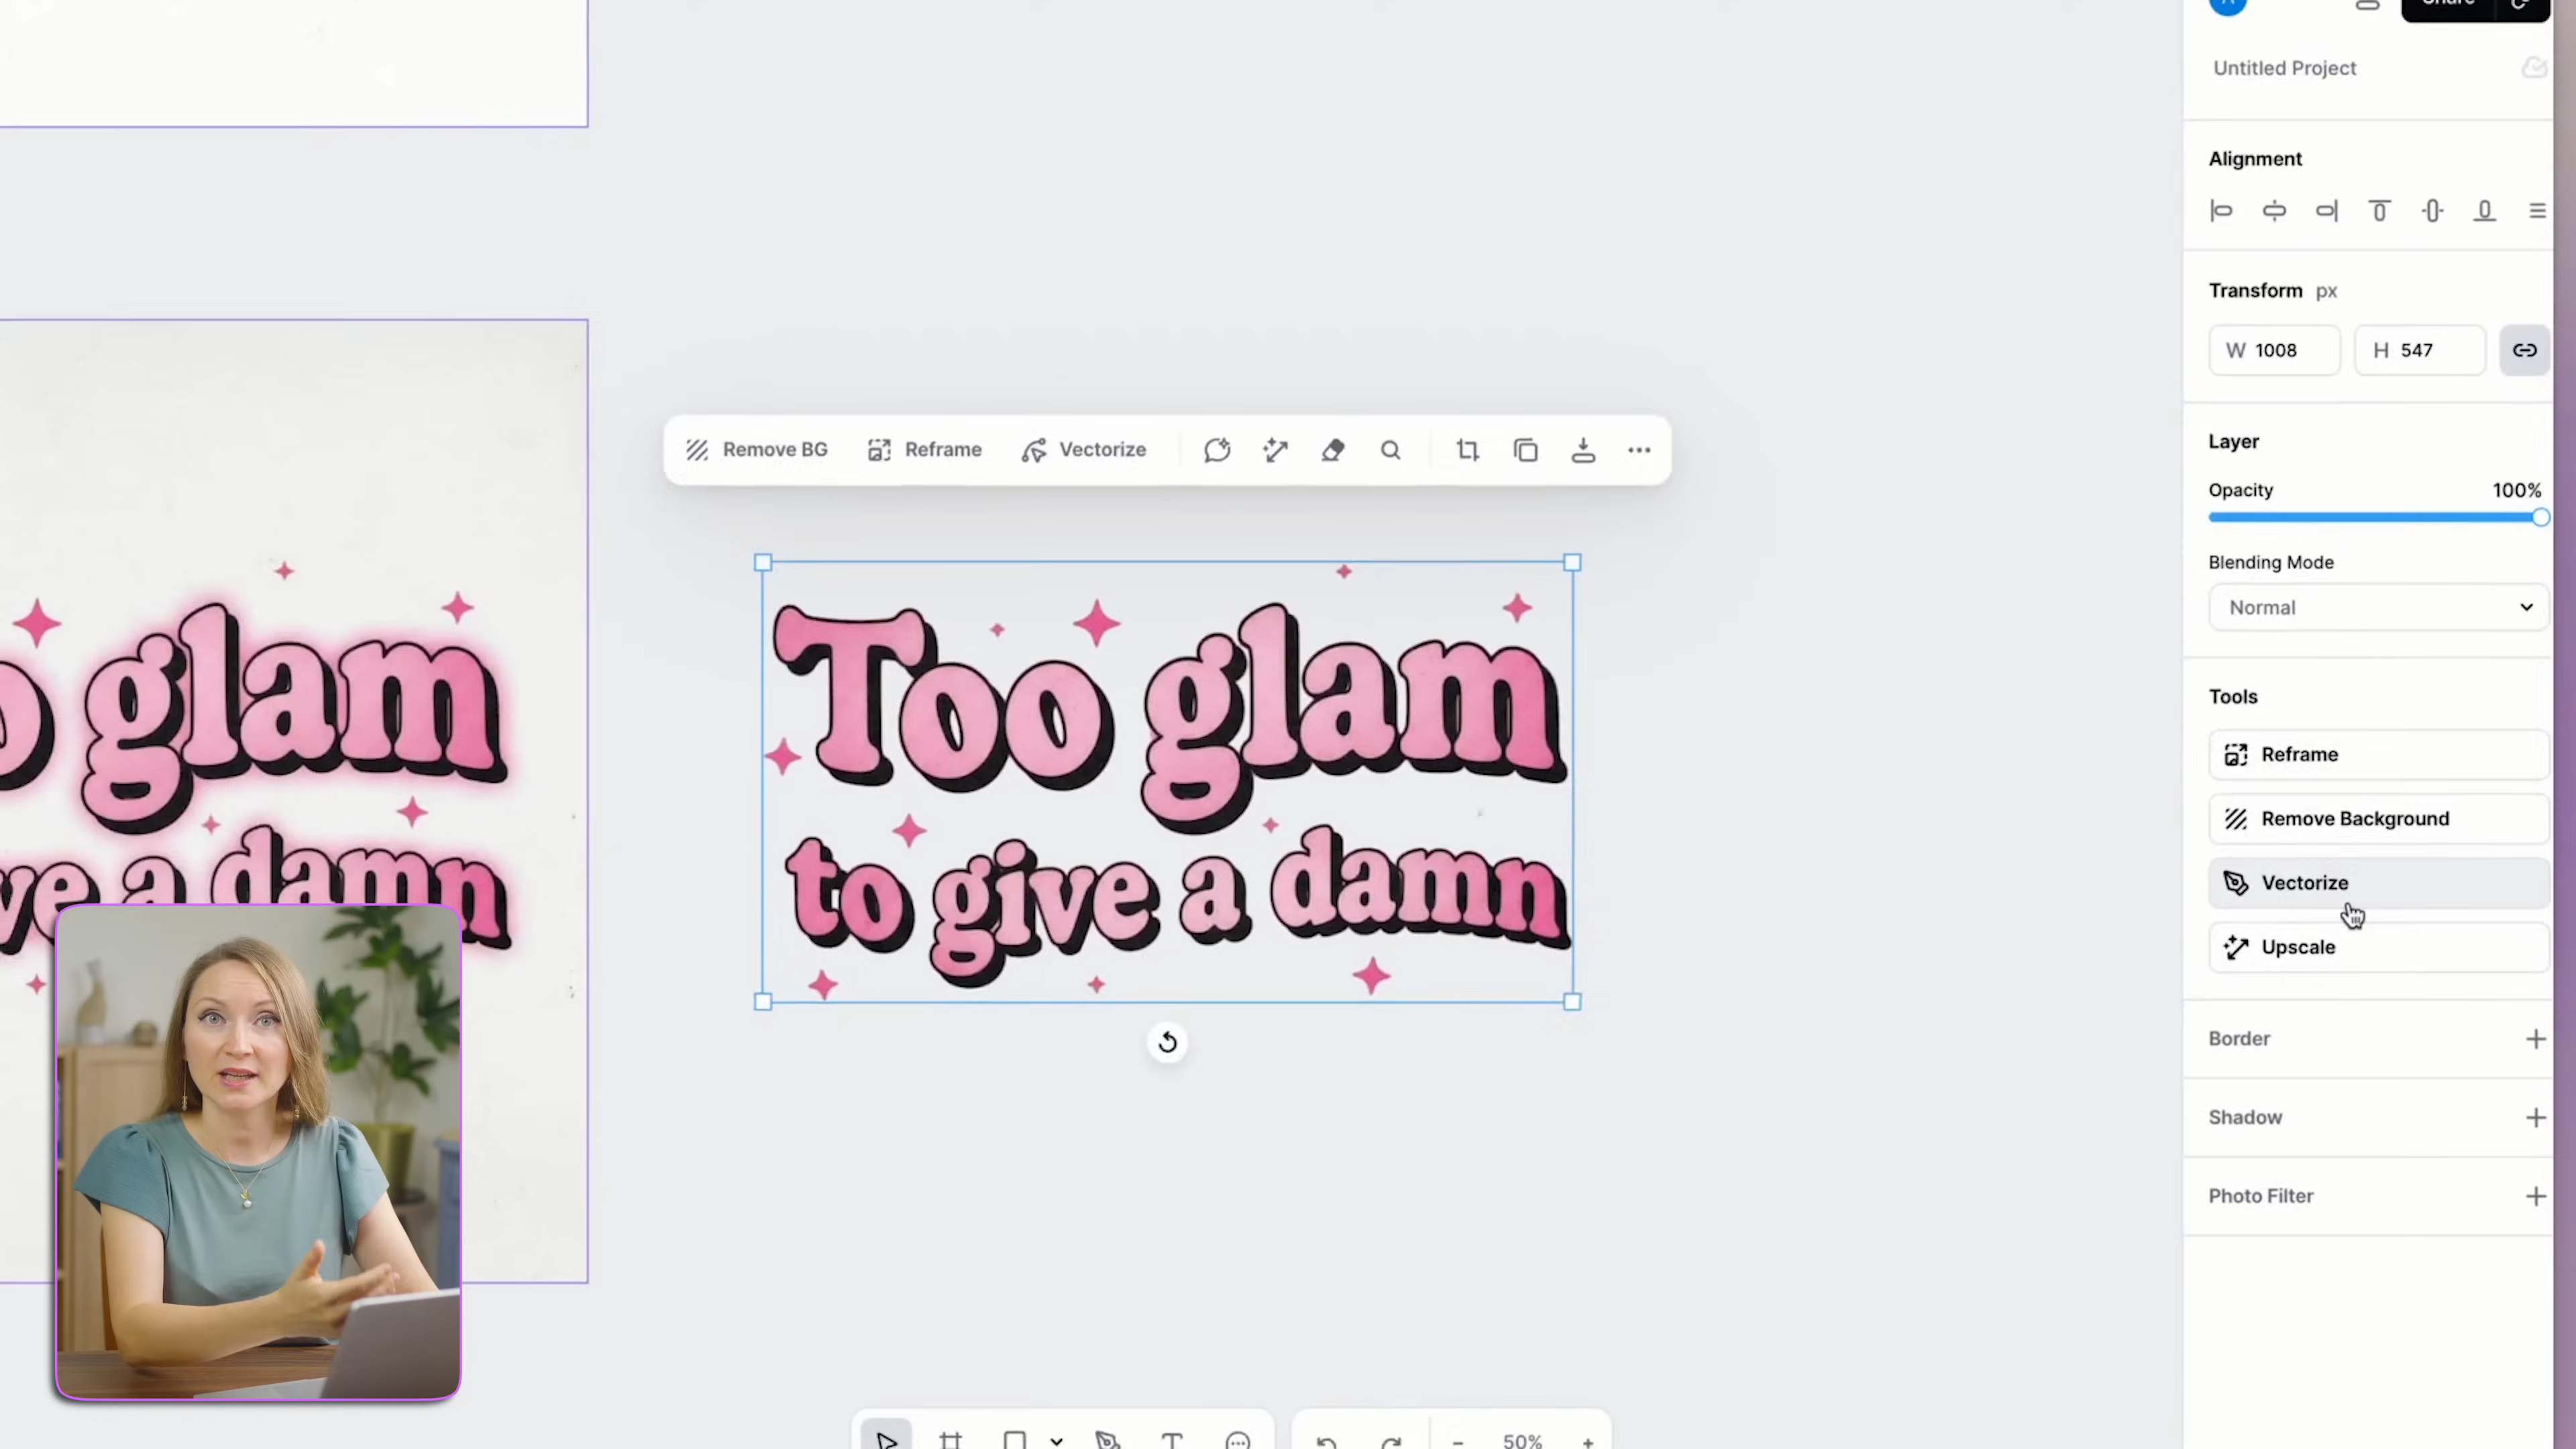 Share
Untitled Project
Alignment
Transform px
W 1008 H 547
Remove BG Reframe Vectorize
Layer
Opacity 100%
Blending Mode
Normal
Tools
Reframe
Remove Background
Vectorize
Upscale
Border
Shadow
Photo Filter
glam
ve a damn
Too glam
to give a damn
50%